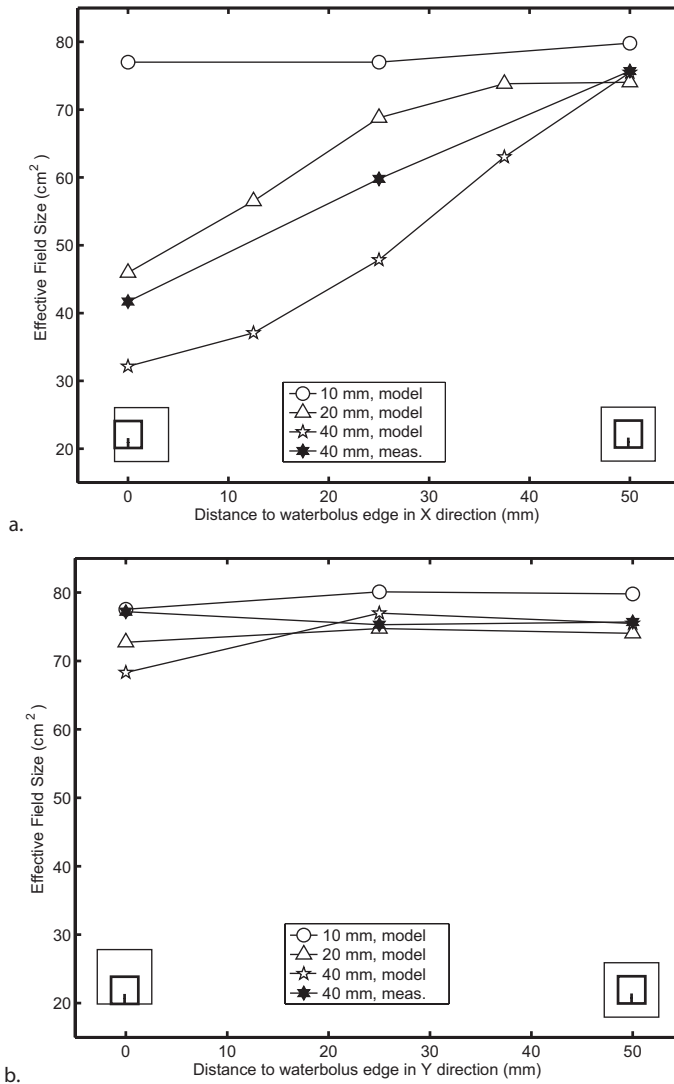 80
70
60
50
40
30
20
Effective Field Size (cm²)
10 mm, model
20 mm, model
40 mm, model
40 mm, meas.
0 10 20 30 40 50
Distance to waterbolus edge in X direction (mm)
a.
80
70
60
50
40
30
20
Effective Field Size (cm²)
10 mm, model
20 mm, model
40 mm, model
40 mm, meas.
0 10 20 30 40 50
Distance to waterbolus edge in Y direction (mm)
b.